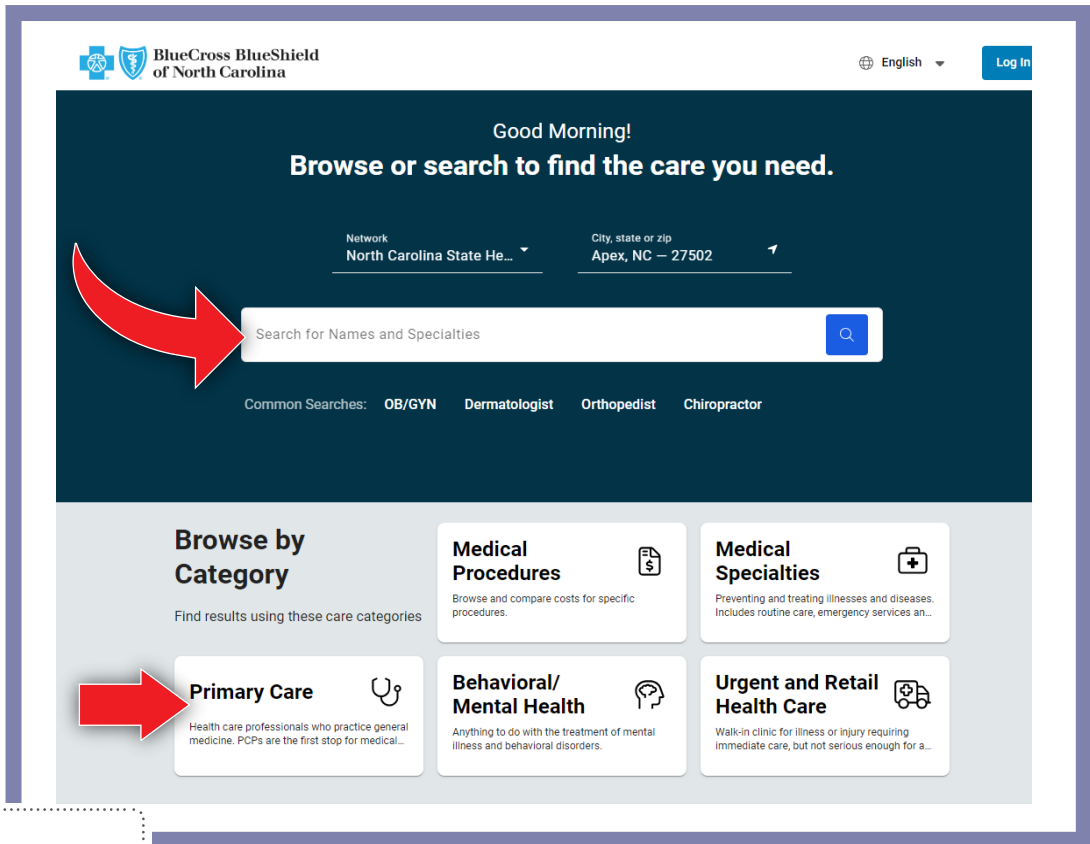 BlueCross BlueShield
of North Carolina
English
Log In
Good Morning!
Browse or search to find the care you need.
Network
North Carolina State He...
City, state or zip
Apex, NC — 27502
Search for Names and Specialties
Common Searches: OB/GYN Dermatologist Orthopedist Chiropractor
Browse by
Category
Find results using these care categories
Medical
Procedures
Browse and compare costs for specific
procedures.
Medical
Specialties
Preventing and treating illnesses and diseases.
Includes routine care, emergency services an...
Primary Care
Health care professionals who practice general
medicine. PCPs are the first stop for medical...
Behavioral/
Mental Health
Anything to do with the treatment of mental
illness and behavioral disorders.
Urgent and Retail
Health Care
Walk-in clinic for illness or injury requiring
immediate care, but not serious enough for a...